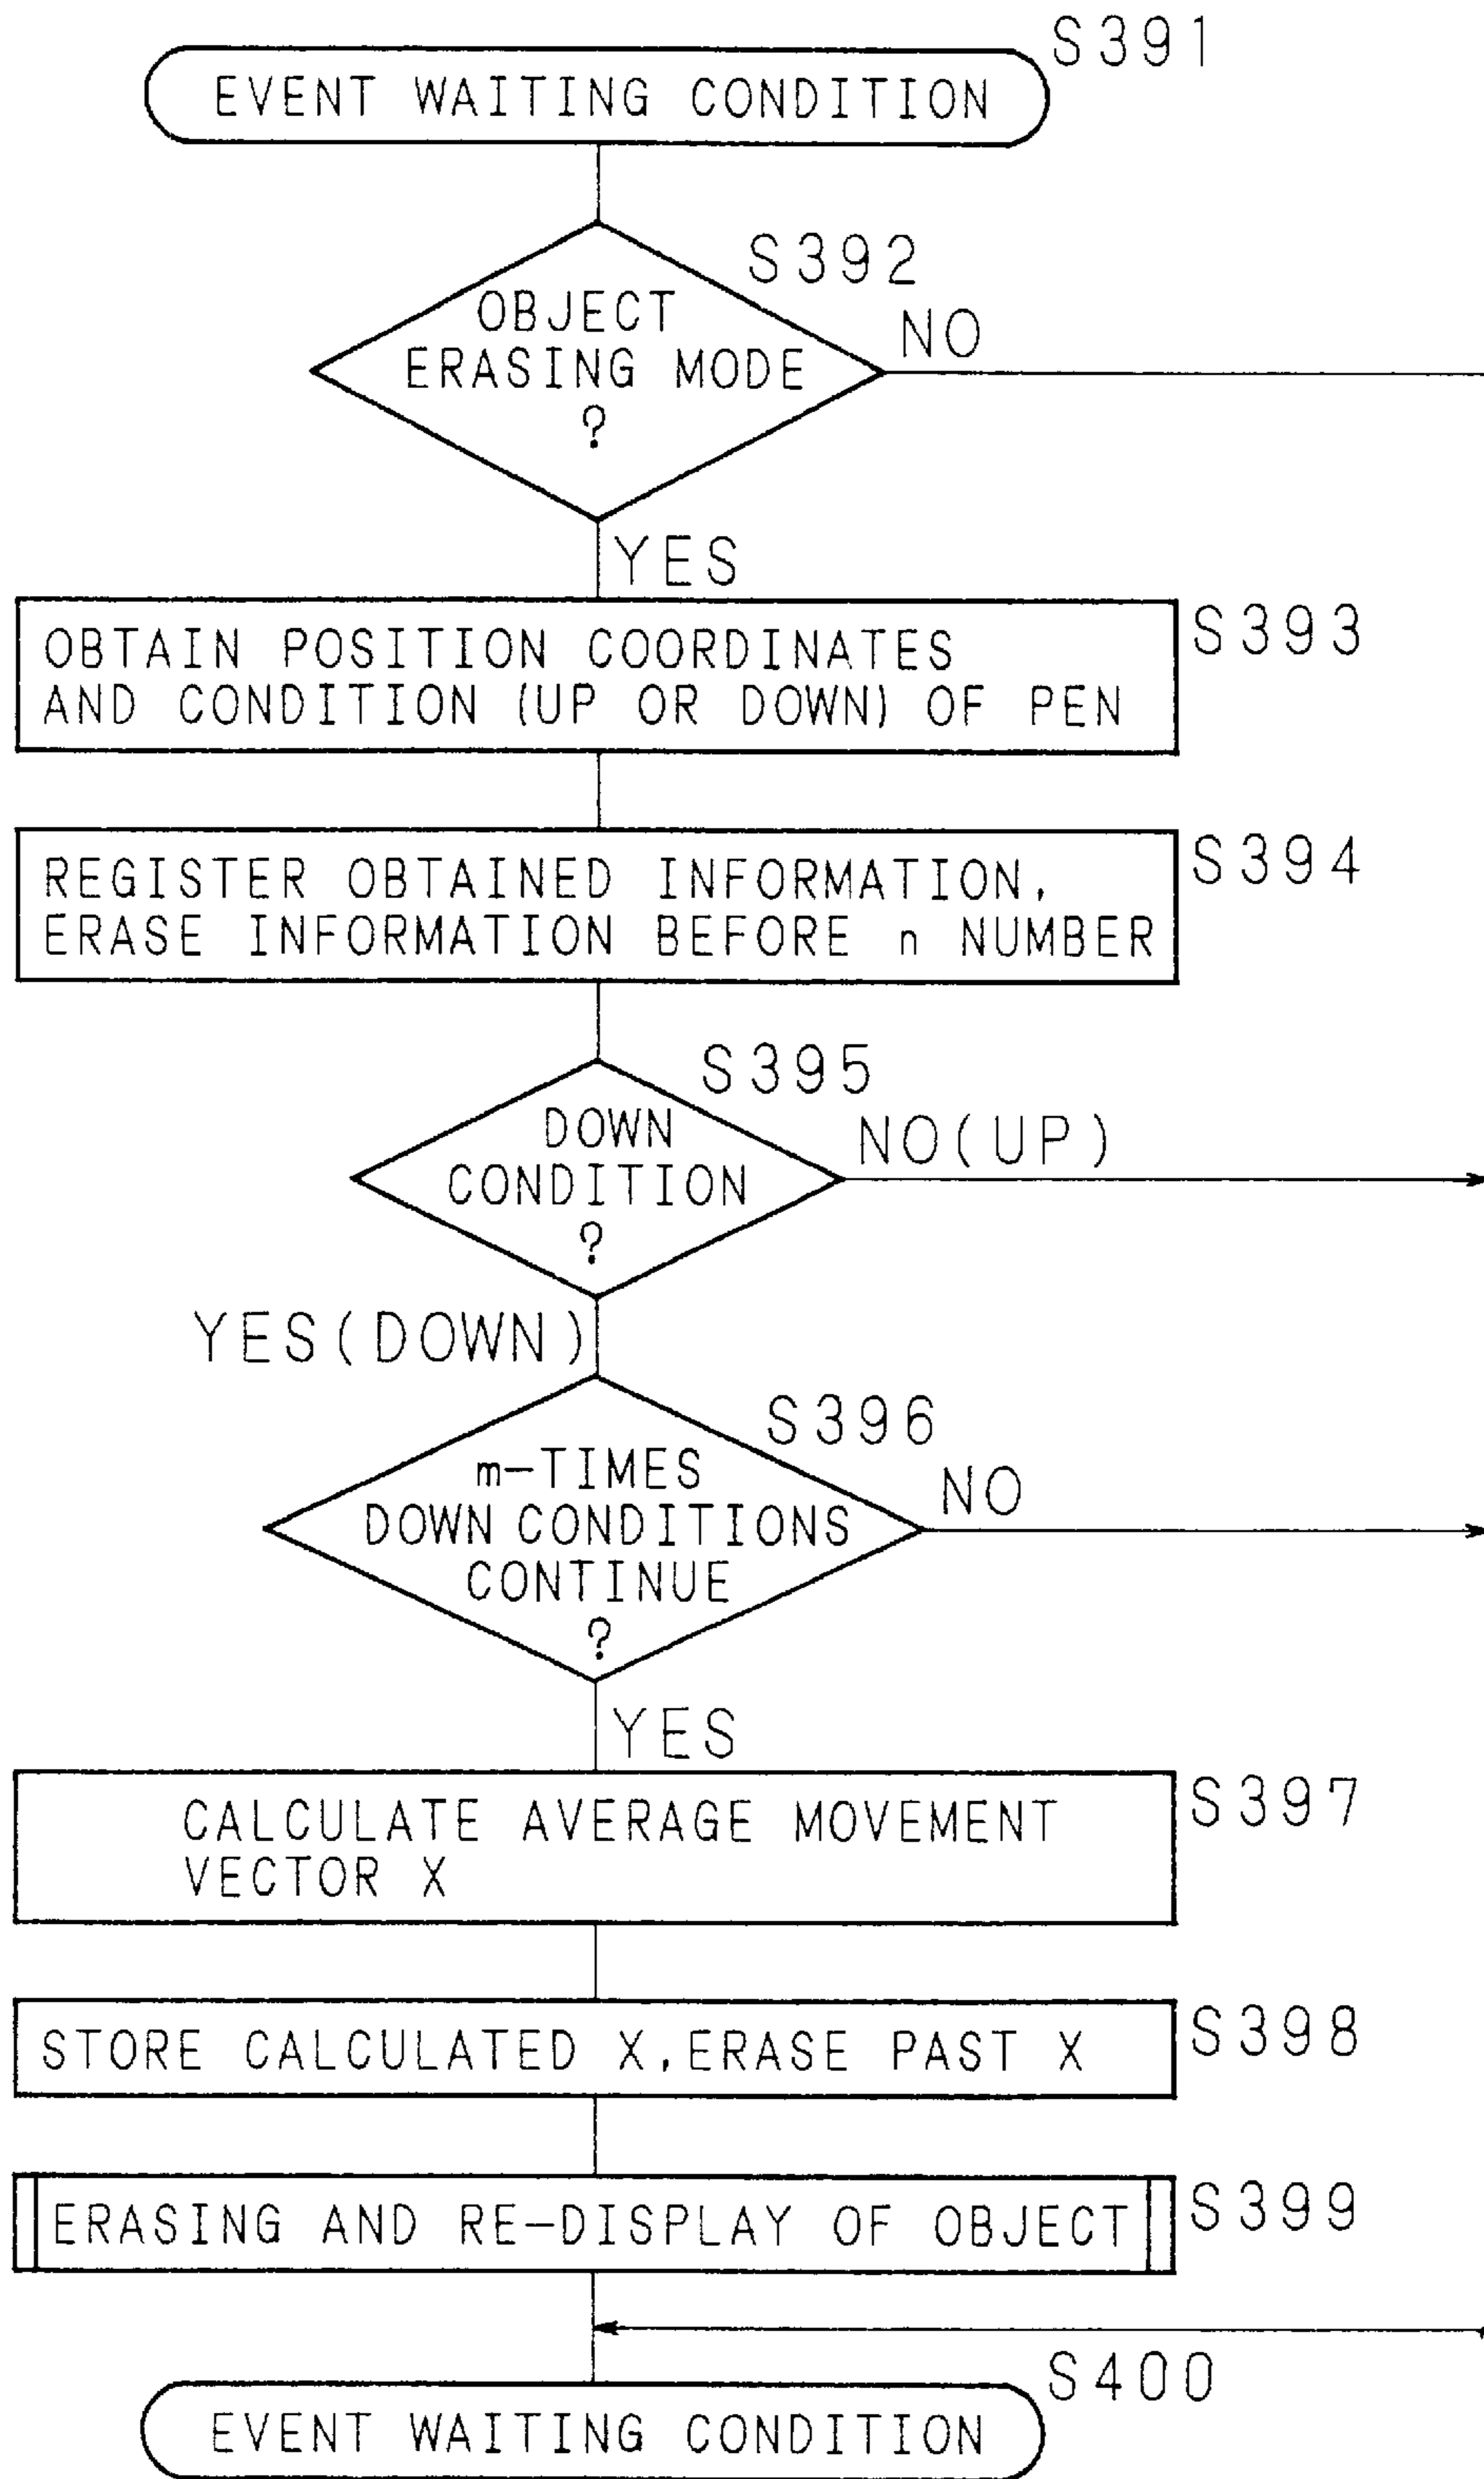 S391
EVENT WAITING CONDITION
S392
OBJECT
ERASING MODE
?
NO
YES
S393
OBTAIN POSITION COORDINATES
AND CONDITION (UP OR DOWN) OF PEN
S394
REGISTER OBTAINED INFORMATION,
ERASE INFORMATION BEFORE n NUMBER
S395
DOWN
CONDITION
?
NO(UP)
YES(DOWN)
S396
m-TIMES
DOWN CONDITIONS
CONTINUE
?
NO
YES
S397
CALCULATE AVERAGE MOVEMENT
VECTOR X
S398
STORE CALCULATED X,ERASE PAST X
S399
ERASING AND RE-DISPLAY OF OBJECT
S400
EVENT WAITING CONDITION